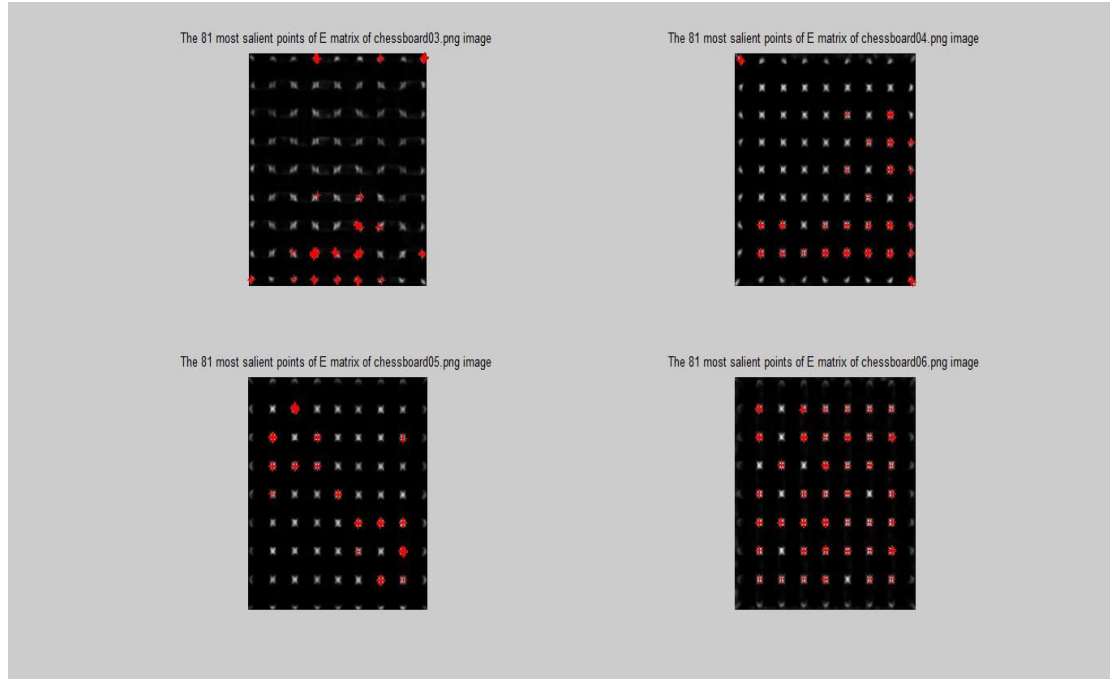 The 81 most salient points of E matrix of chessboard03.png image
The 81 most salient points of E matrix of chessboard04.png image
The 81 most salient points of E matrix of chessboard05.png image
The 81 most salient points of E matrix of chessboard06.png image